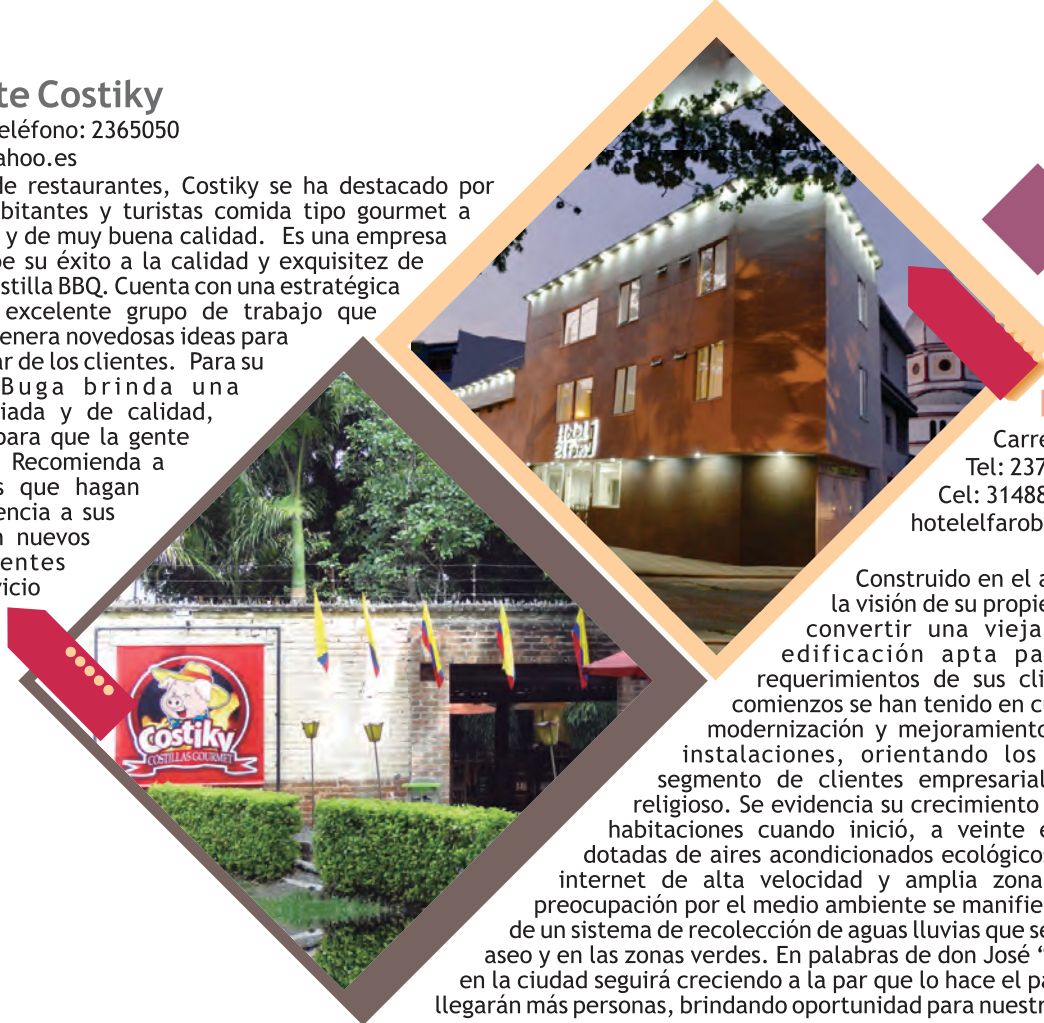 te Costiky
eléfono: 2365050
ahoo.es
de restaurantes, Costiky se ha destacado por
bitantes y turistas comida tipo gourmet a
y de muy buena calidad. Es una empresa
be su éxito a la calidad y exquisitez de
stilla BBQ. Cuenta con una estratégica
excelente grupo de trabajo que
enera novedosas ideas para
ar de los clientes. Para su
Buga brinda una
iada y de calidad,
para que la gente
Recomienda a
s que hagan
encia a sus
n nuevos
entes
vicio
Costiky
COSTILLAS GOURMET
Carre
Tel: 237
Cel: 31488
hotelelfarob
Construido en el a
la visión de su propie
convertir una vieja
edificación apta pa
requerimientos de sus cli
comienzos se han tenido en cu
modernización y mejoramiento
instalaciones, orientando los
segmento de clientes empresarial
religioso. Se evidencia su crecimiento
habitaciones cuando inició, a veinte e
dotadas de aires acondicionados ecológico
internet de alta velocidad y amplia zona
preocupación por el medio ambiente se manifie
de un sistema de recolección de aguas lluvias que se
aseo y en las zonas verdes. En palabras de don José “
en la ciudad seguirá creciendo a la par que lo hace el pa
llegarán más personas, brindando oportunidad para nuestr